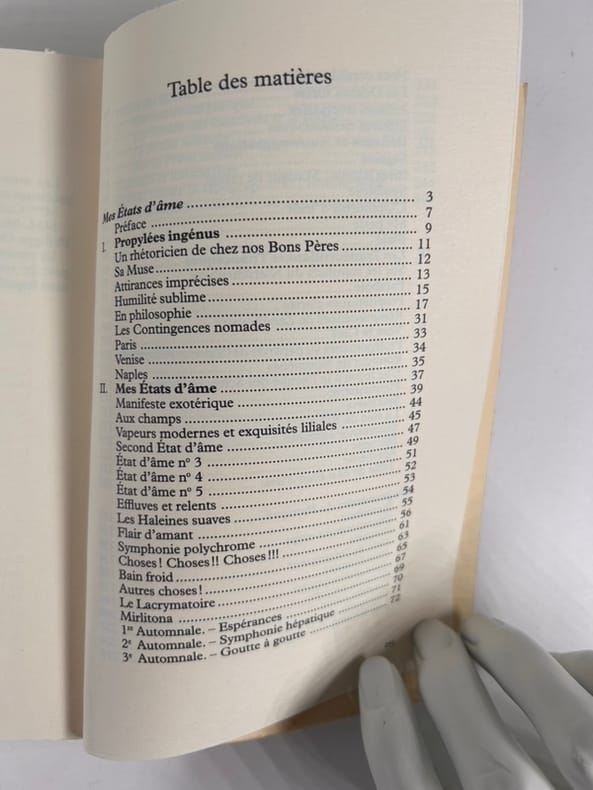 Table des matières
Mes États d'âme ........ 3
Préface ........ 7
I. Propylées ingénus ........ 9
Un rhétoricien de chez nos Bons Pères ........ 11
Sa Muse ........ 12
Attirances imprécises ........ 13
Humilité sublime ........ 15
En philosophie ........ 17
Les Contingences nomades ........ 31
Paris ........ 33
Venise ........ 34
Naples ........ 35
II. Mes États d'âme ........ 37
Manifeste exotérique ........ 39
Aux champs ........ 44
Vapeurs modernes et exquisités liliales ........ 45
Second État d'âme ........ 47
État d'âme nº 3 ........ 49
État d'âme nº 4 ........ 51
État d'âme nº 5 ........ 52
Effluves et relents ........ 53
Les Haleines suaves ........ 54
Flair d'amant ........ 55
Symphonie polychrome ........ 56
Choses ! Choses !! Choses !!! ........ 61
Bain froid ........ 63
Autres choses ! ........ 65
Le Lacrymatoire ........ 67
Mirlitona ........ 69
1re Automnale. – Espérances ........ 70
2e Automnale. – Symphonie hépatique ........ 71
3e Automnale. – Goutte à goutte ........ 72